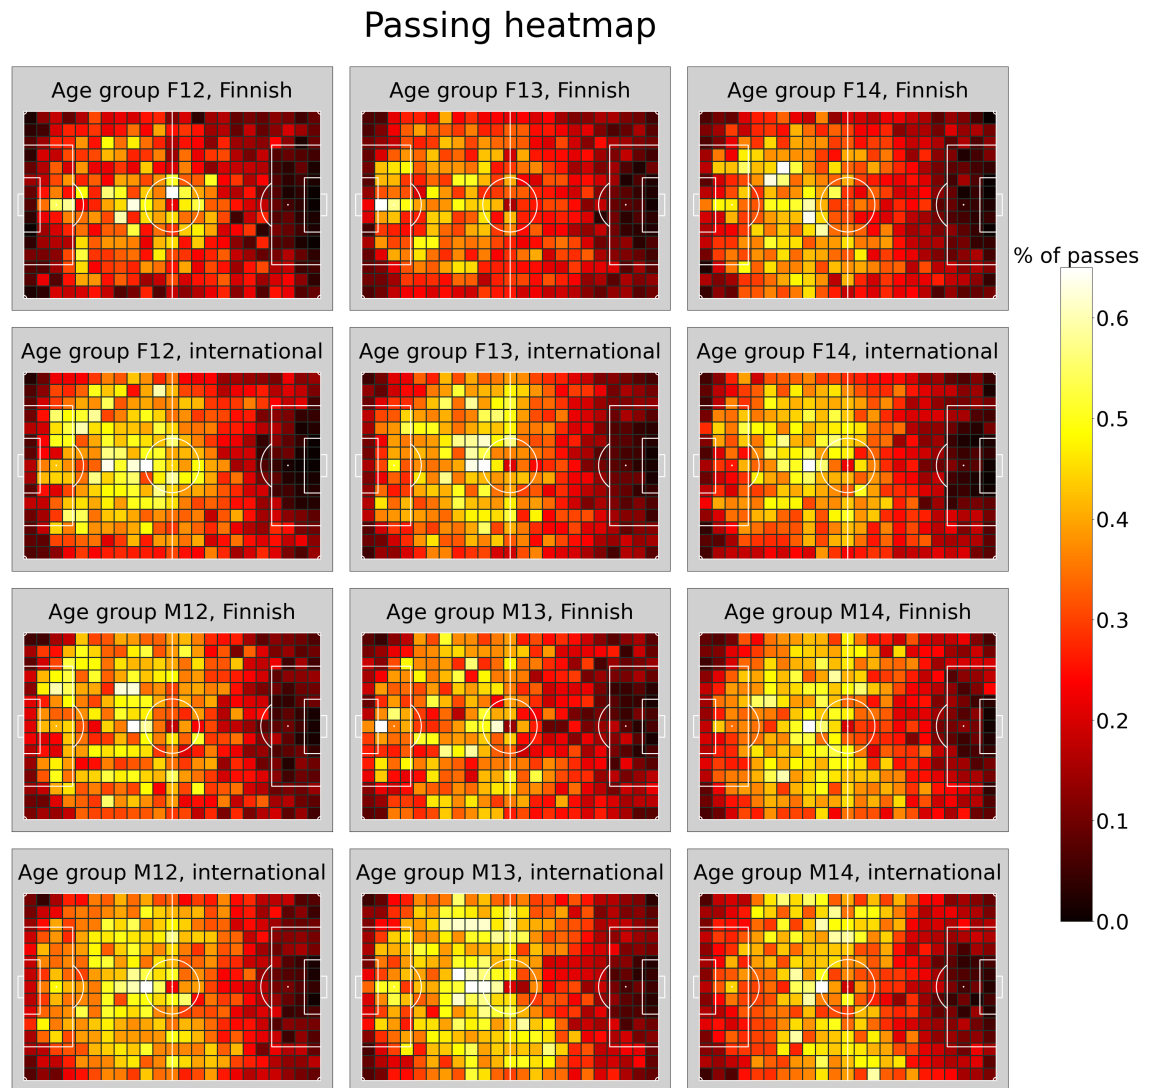 Passing heatmap
Age group F12, Finnish
Age group F13, Finnish
Age group F14, Finnish
% of passes
Age group F12, international
Age group F13, international
Age group F14, international
0.6
0.5
0.4
0.3
0.2
0.1
0.0
Age group M12, Finnish
Age group M13, Finnish
Age group M14, Finnish
Age group M12, international
Age group M13, international
Age group M14, international